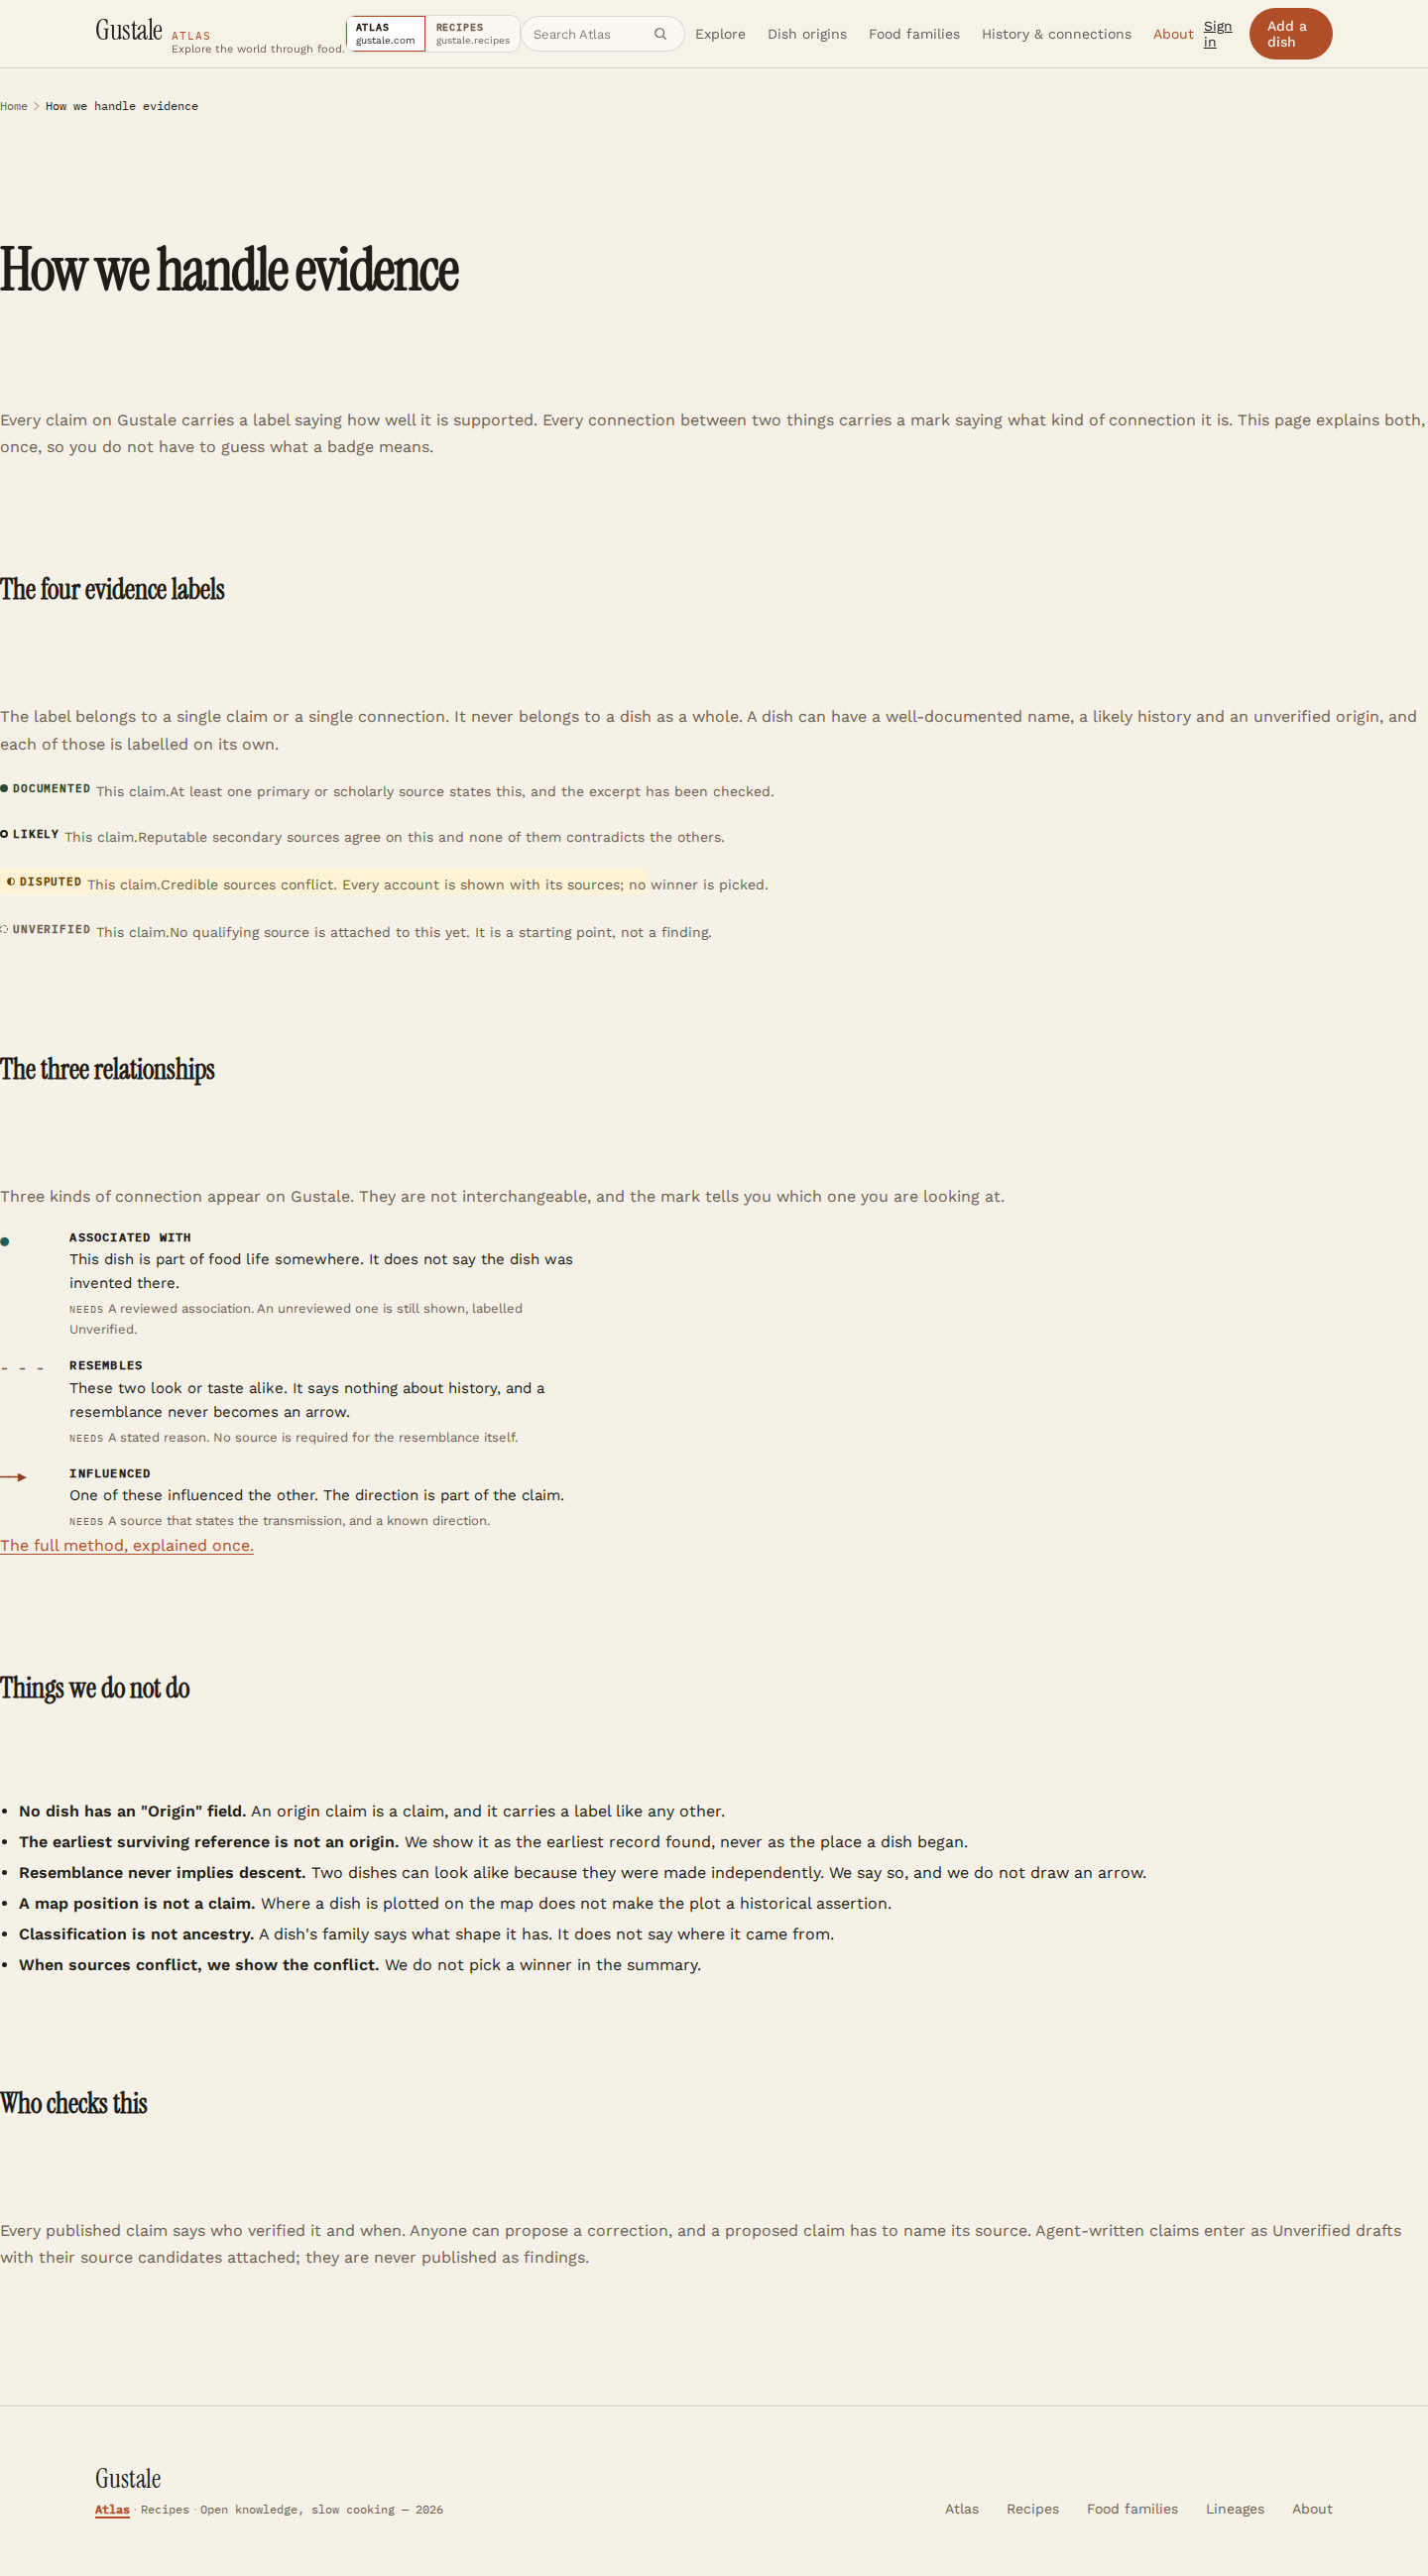 Gustale ATLAS
Explore the world through food.
ATLAS
gustale.com
RECIPES
gustale.recipes
Search Atlas
Explore
Dish origins
Food families
History & connections
About
Sign
in
Add a
dish
Home > How we handle evidence
How we handle evidence
Every claim on Gustale carries a label saying how well it is supported. Every connection between two things carries a mark saying what kind of connection it is. This page explains both,
once, so you do not have to guess what a badge means.
The four evidence labels
The label belongs to a single claim or a single connection. It never belongs to a dish as a whole. A dish can have a well-documented name, a likely history and an unverified origin, and
each of those is labelled on its own.
DOCUMENTED This claim.At least one primary or scholarly source states this, and the excerpt has been checked.
LIKELY This claim.Reputable secondary sources agree on this and none of them contradicts the others.
DISPUTED This claim.Credible sources conflict. Every account is shown with its sources; no winner is picked.
UNVERIFIED This claim.No qualifying source is attached to this yet. It is a starting point, not a finding.
The three relationships
Three kinds of connection appear on Gustale. They are not interchangeable, and the mark tells you which one you are looking at.
ASSOCIATED WITH
This dish is part of food life somewhere. It does not say the dish was
invented there.
NEEDS A reviewed association. An unreviewed one is still shown, labelled
Unverified.
RESEMBLES
These two look or taste alike. It says nothing about history, and a
resemblance never becomes an arrow.
NEEDS A stated reason. No source is required for the resemblance itself.
INFLUENCED
One of these influenced the other. The direction is part of the claim.
NEEDS A source that states the transmission, and a known direction.
The full method, explained once.
Things we do not do
• No dish has an "Origin" field. An origin claim is a claim, and it carries a label like any other.
• The earliest surviving reference is not an origin. We show it as the earliest record found, never as the place a dish began.
• Resemblance never implies descent. Two dishes can look alike because they were made independently. We say so, and we do not draw an arrow.
• A map position is not a claim. Where a dish is plotted on the map does not make the plot a historical assertion.
• Classification is not ancestry. A dish's family says what shape it has. It does not say where it came from.
• When sources conflict, we show the conflict. We do not pick a winner in the summary.
Who checks this
Every published claim says who verified it and when. Anyone can propose a correction, and a proposed claim has to name its source. Agent-written claims enter as Unverified drafts
with their source candidates attached; they are never published as findings.
Gustale
Atlas · Recipes · Open knowledge, slow cooking — 2026
Atlas
Recipes
Food families
Lineages
About